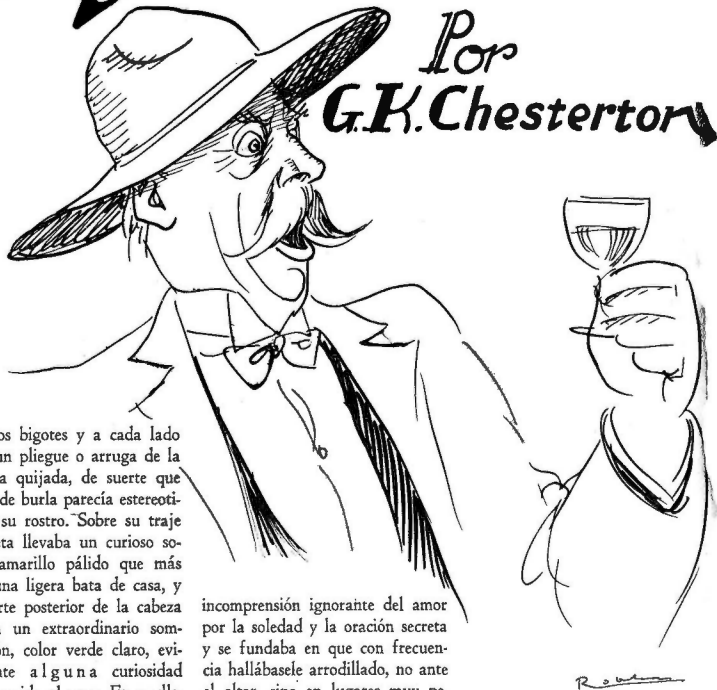 Por
G.K. Chesterton
os bigotes y a cada lado
un pliegue o arruga de la
a quijada, de suerte que
de burla parecía estereoti-
su rostro. Sobre su traje
ta llevaba un curioso so-
amarillo pálido que más
una ligera bata de casa, y
rte posterior de la cabeza
un extraordinario som-
ón, color verde claro, evi-
te alguna curiosidad
incomprensión ignorante del amor
por la soledad y la oración secreta
y se fundaba en que con frecuen-
cia hallábasele arrodillado, no ante